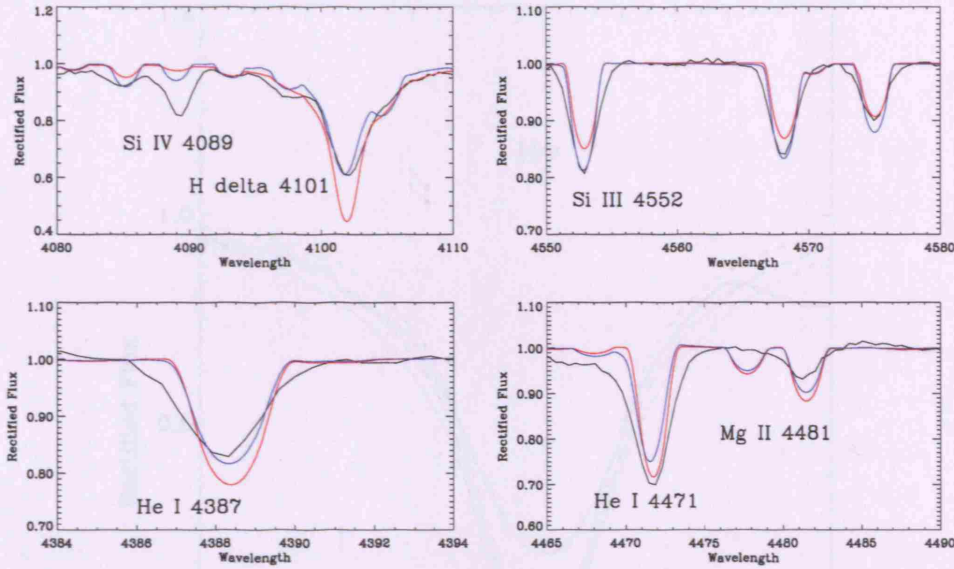 1.2
1.0
0.8
0.6
0.4
Rectified Flux
Si IV 4089
H delta 4101
4080
4090
4100
4110
Wavelength
1.10
1.00
0.90
0.80
0.70
Rectified Flux
Si III 4552
4550
4560
4570
4580
Wavelength
1.10
1.00
0.90
0.80
0.70
Rectified Flux
He I 4387
4384
4386
4388
4390
4392
4394
Wavelength
1.10
1.00
0.90
0.80
0.70
0.60
Rectified Flux
Mg II 4481
He I 4471
4465
4470
4475
4480
4485
4490
Wavelength